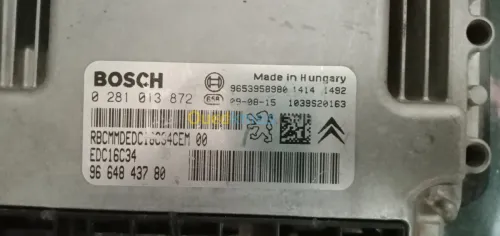 BOSCH
Made in Hungary
9653958980 1414 1492
0 281 013 872
29-08-15 1039S20163
RBCMMDEDC16C34CEM 00
EDC16C34
96 648 437 80